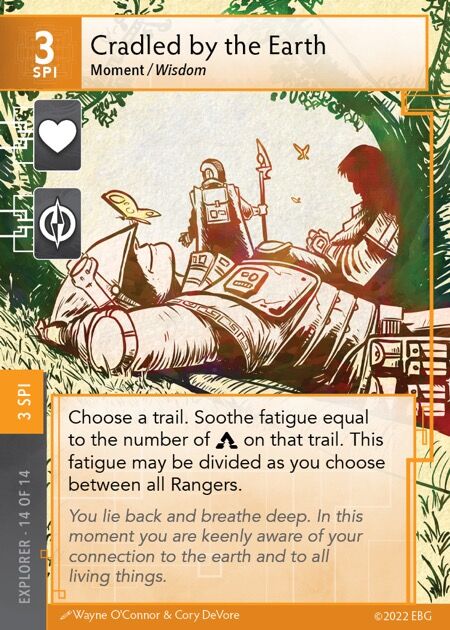 3
SPI
Cradled by the Earth
Moment / Wisdom
3 SPI
EXPLORER - 14 OF 14
Choose a trail. Soothe fatigue equal
to the number of on that trail. This
fatigue may be divided as you choose
between all Rangers.
You lie back and breathe deep. In this
moment you are keenly aware of your
connection to the earth and to all
living things.
Wayne O'Connor & Cory DeVore
©2022 EBG